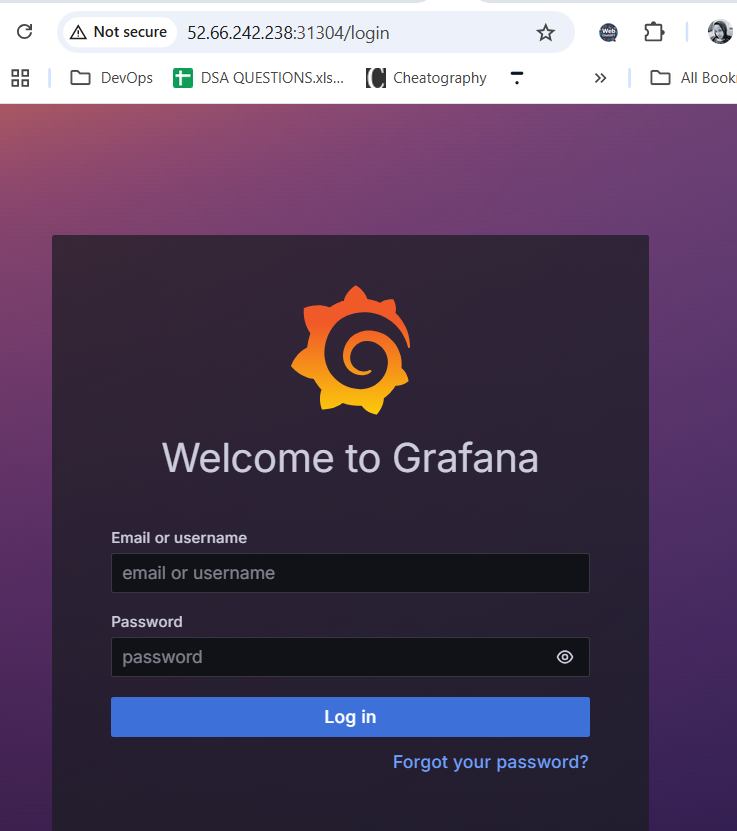 Not secure 52.66.242.238:31304/login
DevOps DSA QUESTIONS.xls... Cheatography » All Book
Welcome to Grafana
Email or username
email or username
Password
password
Log in
Forgot your password?